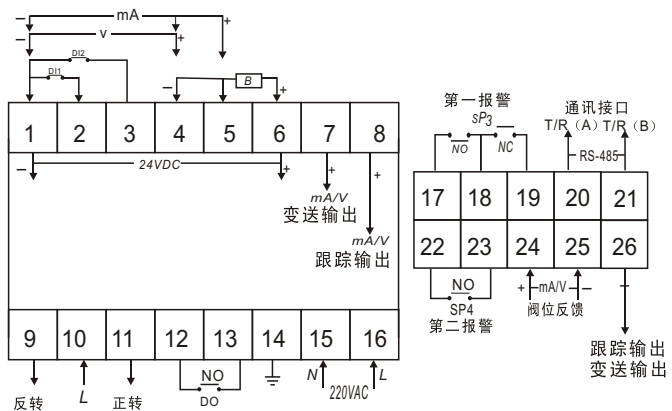 – mA +
– v +
DI2
DI1
– B +
1 2 3 4 5 6 7 8
– 24VDC + + +
mA/V
变送输出
mA/V
跟踪输出
9 10 11 12 13 14 15 16
NO
DO
反转 L 正转 N 220VAC L
第一报警
SP3
NO NC
通讯接口
T/R（A）T/R（B）
RS-485
17 18 19 20 21
22 23 24 25 26
NO
SP4
第二报警
+ mA/V –
阀位反馈
–
跟踪输出
变送输出